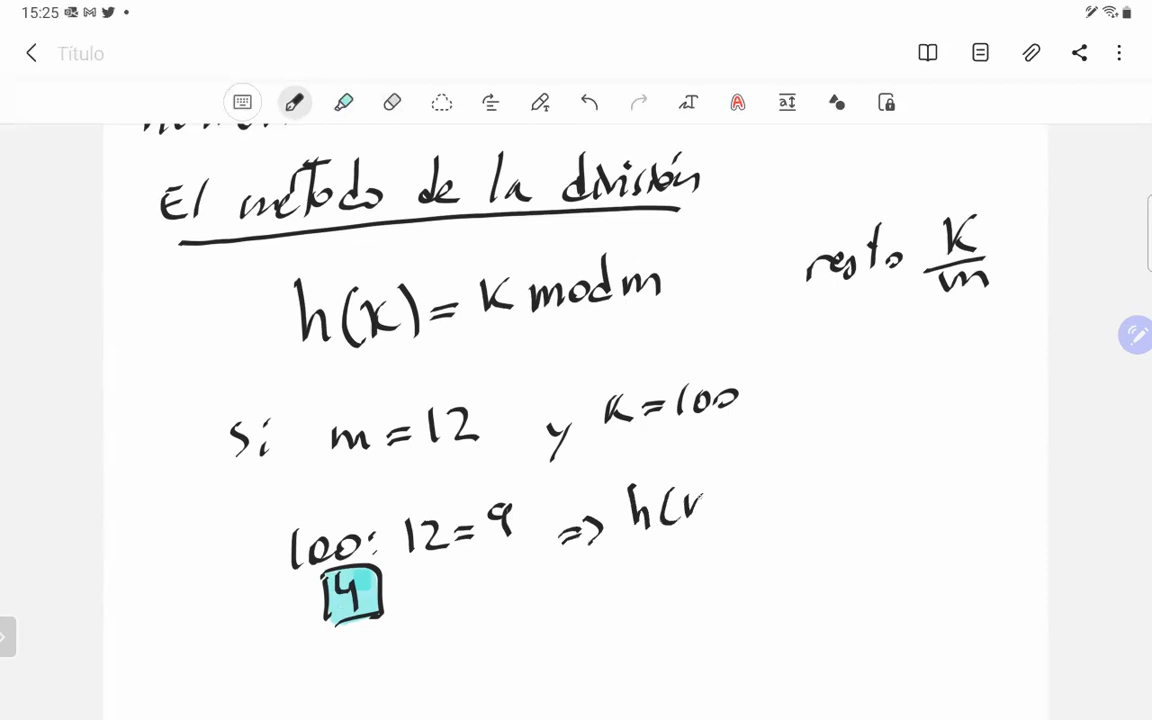 15:25
Título
El método de la división
h(x)= K mod m
resto K/m
Si m = 12 y K = 100
100: 12 = 9 => h(
4